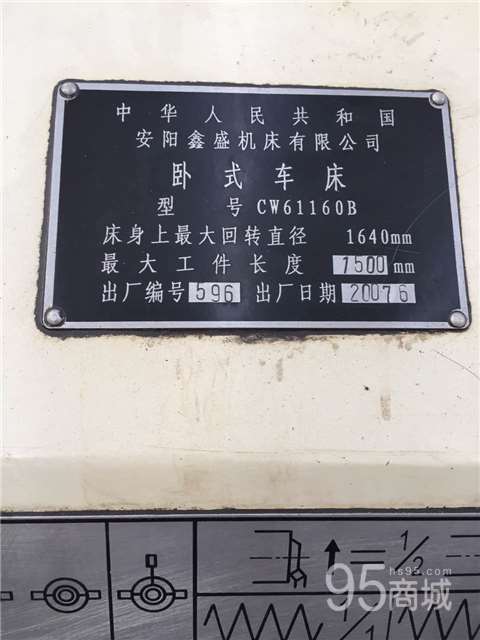 中华人民共和国
安阳鑫盛机床有限公司
卧式车床
型号 CW61160B
床身上最大回转直径 1640mm
最大工件长度 1500 mm
出厂编号 596 出厂日期 20076
1/2
hs95.com
95商城